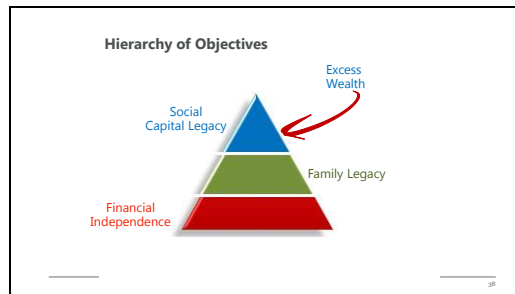 Hierarchy of Objectives
Excess
Wealth
Social
Capital Legacy
Family Legacy
Financial
Independence
38